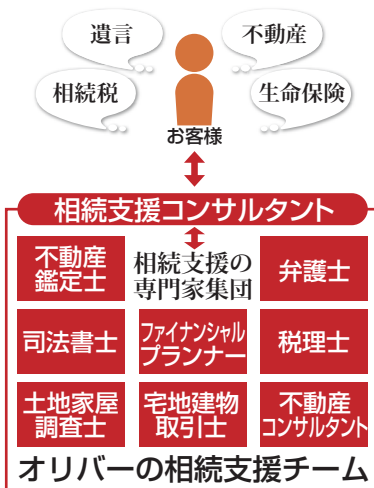 遺言
不動産
相続税
生命保険
お客様
相続支援コンサルタント
不動産
鑑定士
相続支援の
専門家集団
弁護士
司法書士
ファイナンシャル
プランナー
税理士
土地家屋
調査士
宅地建物
取引士
不動産
コンサルタント
オリバーの相続支援チーム